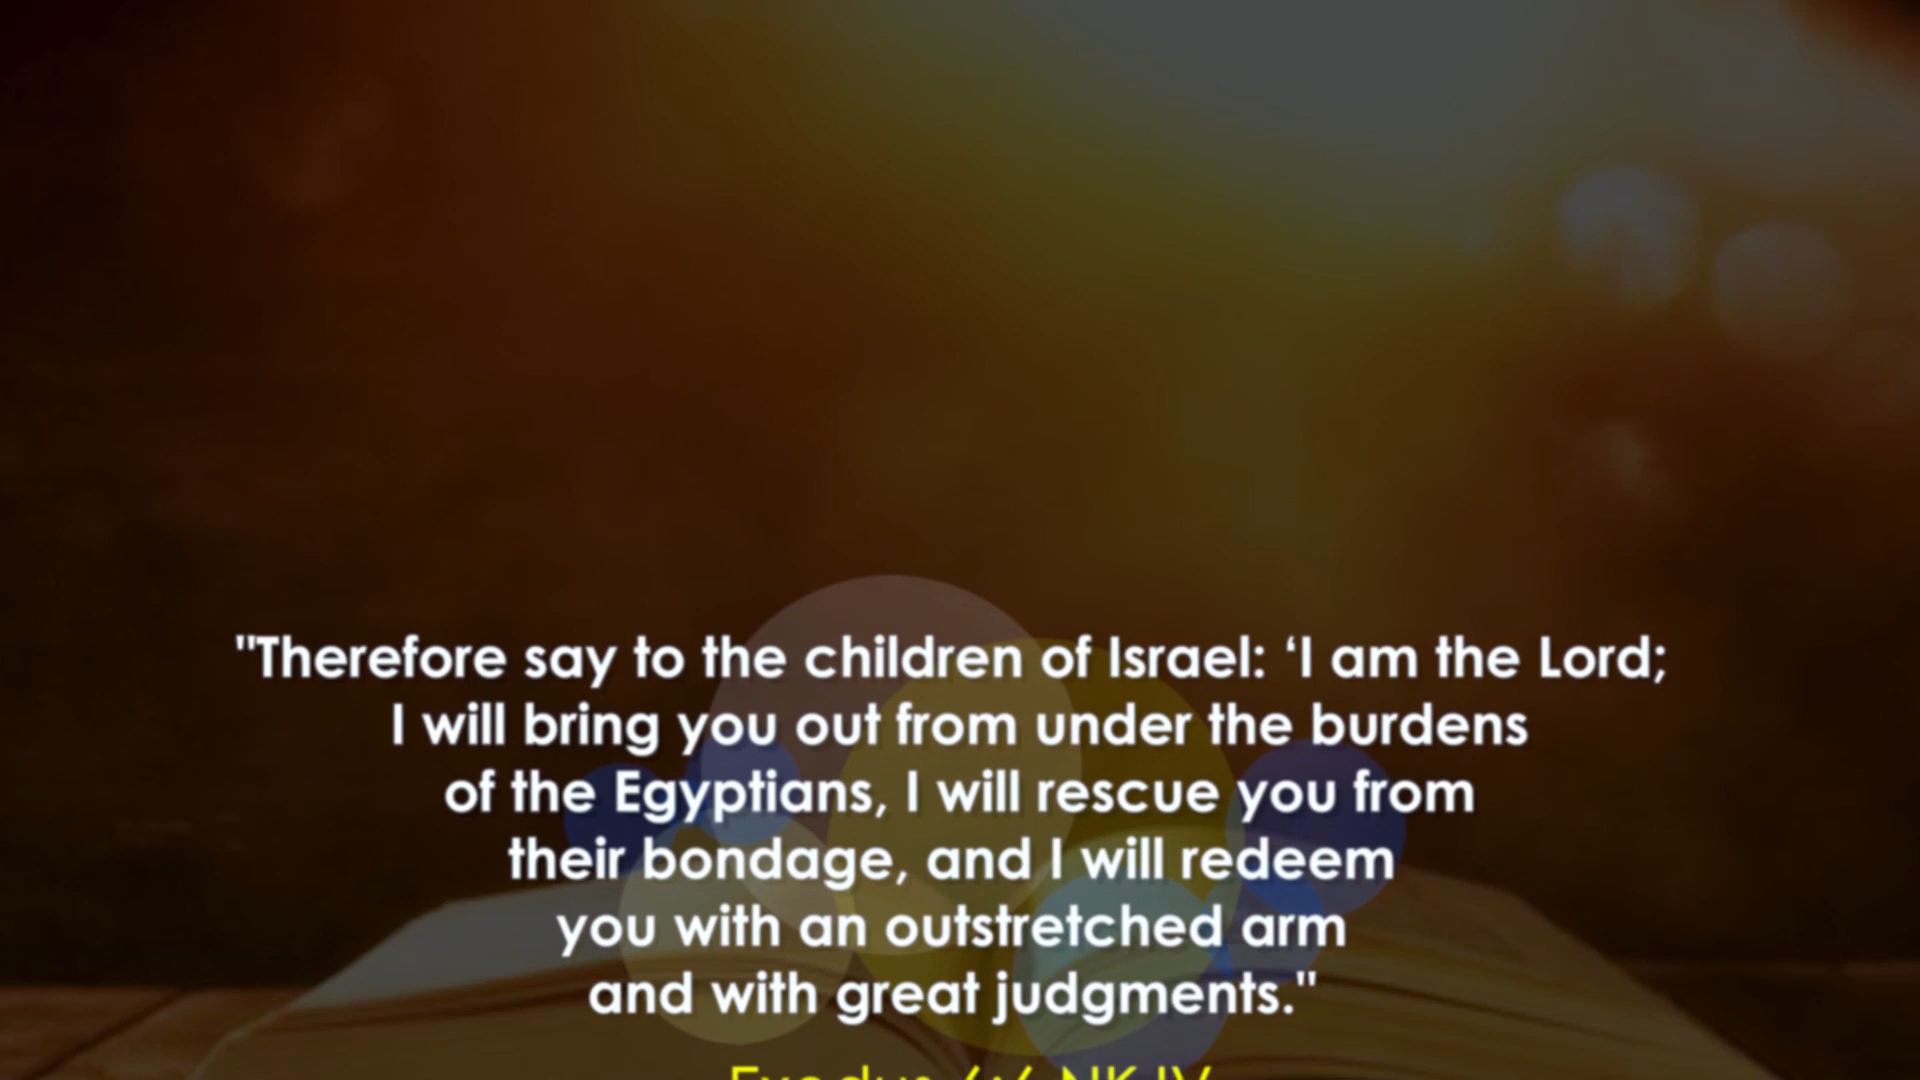 "Therefore say to the children of Israel: ‘I am the Lord;
I will bring you out from under the burdens
of the Egyptians, I will rescue you from
their bondage, and I will redeem
you with an outstretched arm
and with great judgments."
Exodus 6:6 NKJV